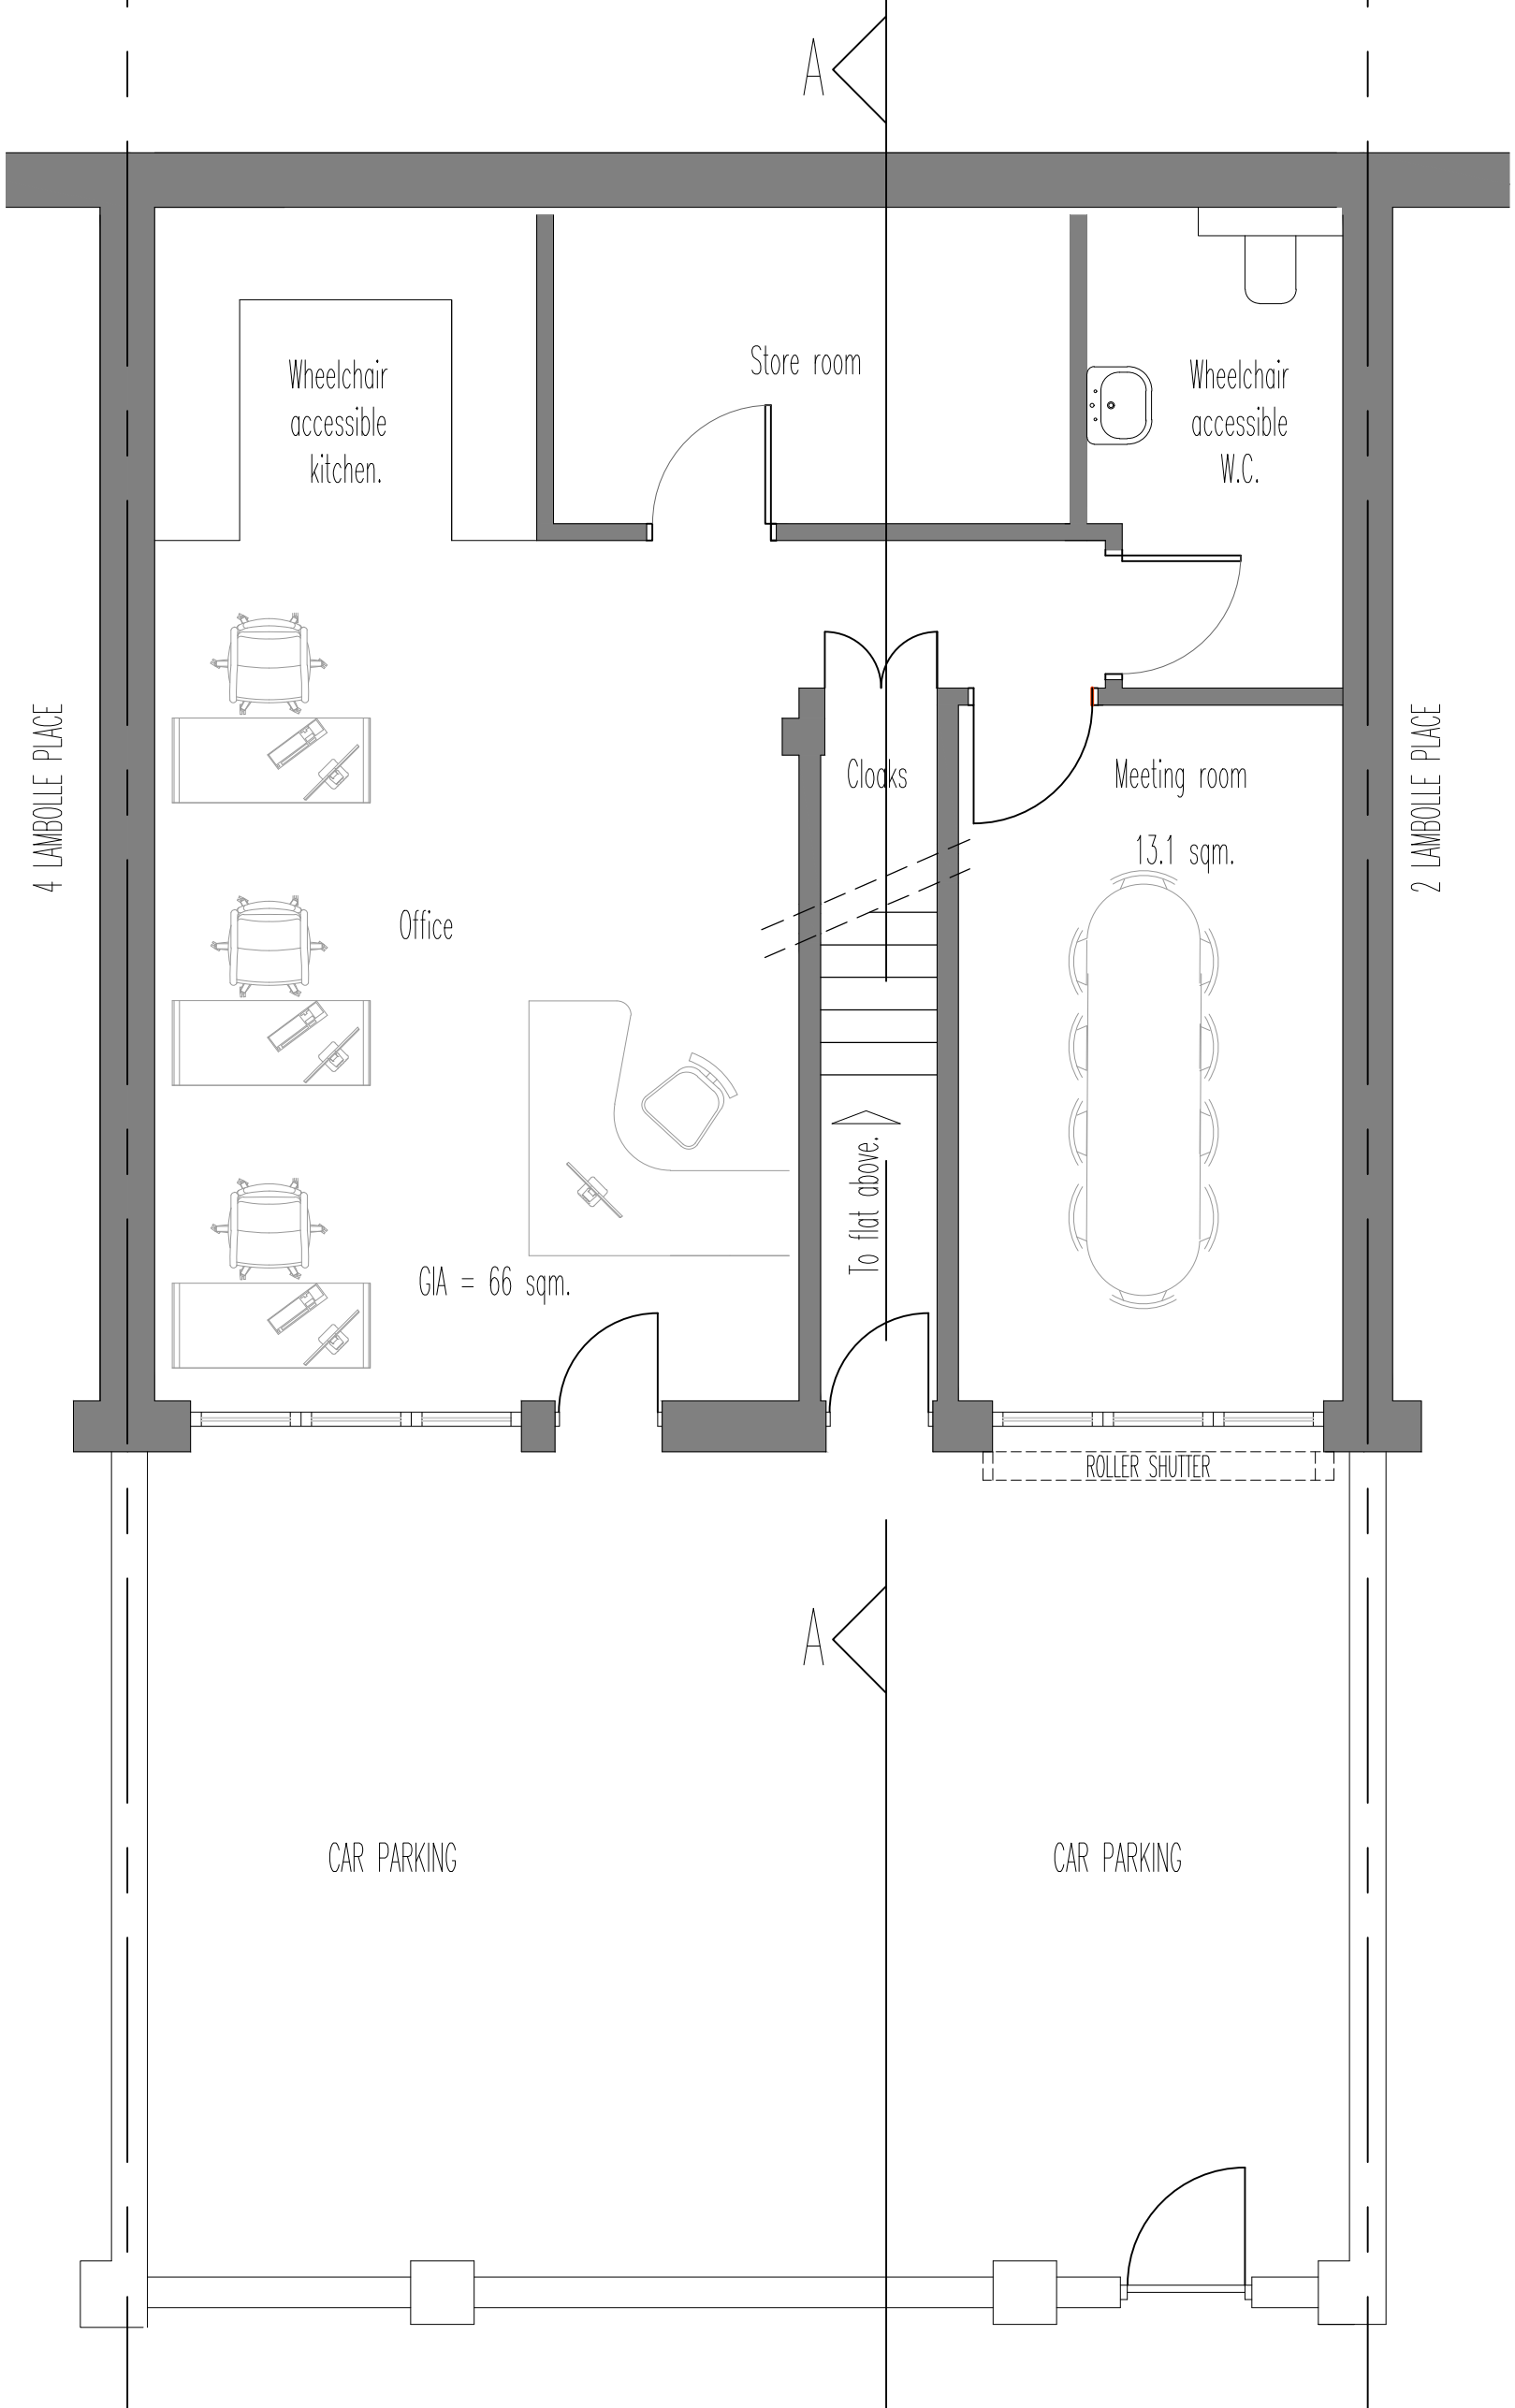 A
Store room
Wheelchair
accessible
kitchen.
Wheelchair
accessible
W.C.
4 LAMBOLLE PLACE
2 LAMBOLLE PLACE
Cloaks
Meeting room
13.1 sqm.
Office
To flat above.
GIA = 66 sqm.
ROLLER SHUTTER
A
CAR PARKING
CAR PARKING